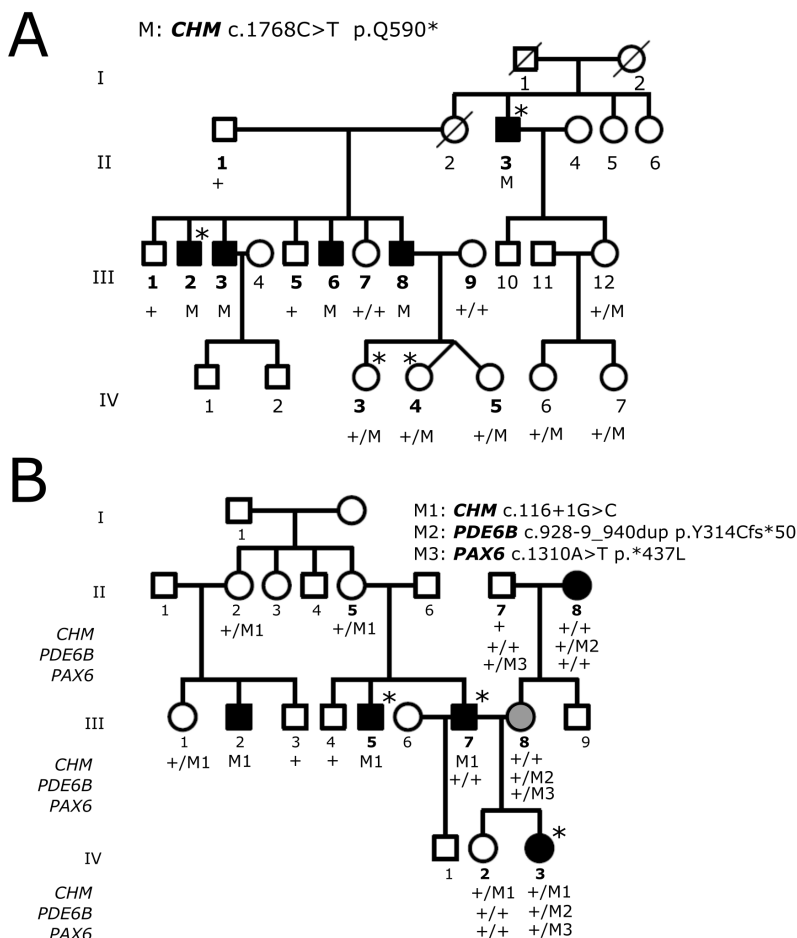 A
M: CHM c.1768C>T p.Q590*
I
1 2
*
II
1 2 3 4 5 6
+ M
*
III
1 2 3 4 5 6 7 8 9 10 11 12
+ M M + M +/+ M +/+ +/M
* *
IV
1 2 3 4 5 6 7
+/M +/M +/M +/M +/M
B
I
1
M1: CHM c.116+1G>C
M2: PDE6B c.928-9_940dup p.Y314Cfs*50
M3: PAX6 c.1310A>T p.*437L
II
1 2 3 4 5 6 7 8
CHM +/M1 +/M1 + +/+
PDE6B +/+ +/M2
PAX6 +/M3 +/+
* *
III
1 2 3 4 5 6 7 8 9
CHM +/M1 M1 + + M1 M1 +/+
PDE6B +/+ +/M2
PAX6 +/M3
*
IV
1 2 3
CHM +/M1 +/M1
PDE6B +/+ +/M2
PAX6 +/+ +/M3